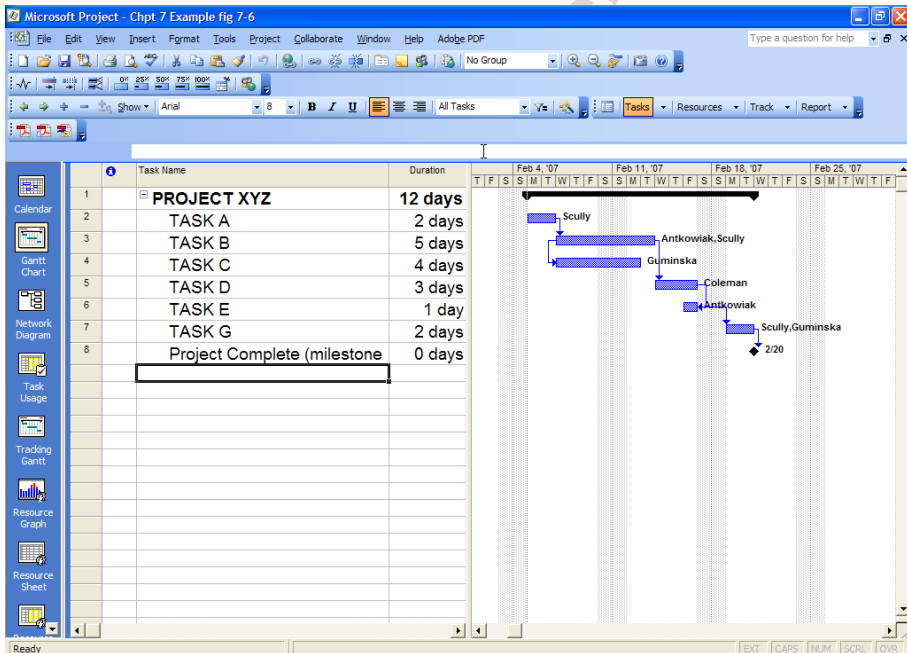 Microsoft Project - Chpt 7 Example fig 7-6
File Edit View Insert Format Tools Project Collaborate Window Help Adobe PDF Type a question for help
No Group
0% 25% 50% 75% 100%
Show Arial 8 B I U All Tasks Tasks Resources Track Report
Task Name Duration Feb 4, '07 Feb 11, '07 Feb 18, '07 Feb 25, '07
T F S S M T W T F S S M T W T F S S M T W T F S S M T W T F
1 PROJECT XYZ 12 days
2 TASK A 2 days Scully
3 TASK B 5 days Antkowiak,Scully
4 TASK C 4 days Guminska
5 TASK D 3 days Coleman
6 TASK E 1 day Antkowiak
7 TASK G 2 days Scully,Guminska
8 Project Complete (milestone 0 days 2/20
Calendar
Gantt
Chart
Network
Diagram
Task
Usage
Tracking
Gantt
Resource
Graph
Resource
Sheet
Ready EXT CAPS NUM SCRL OVR